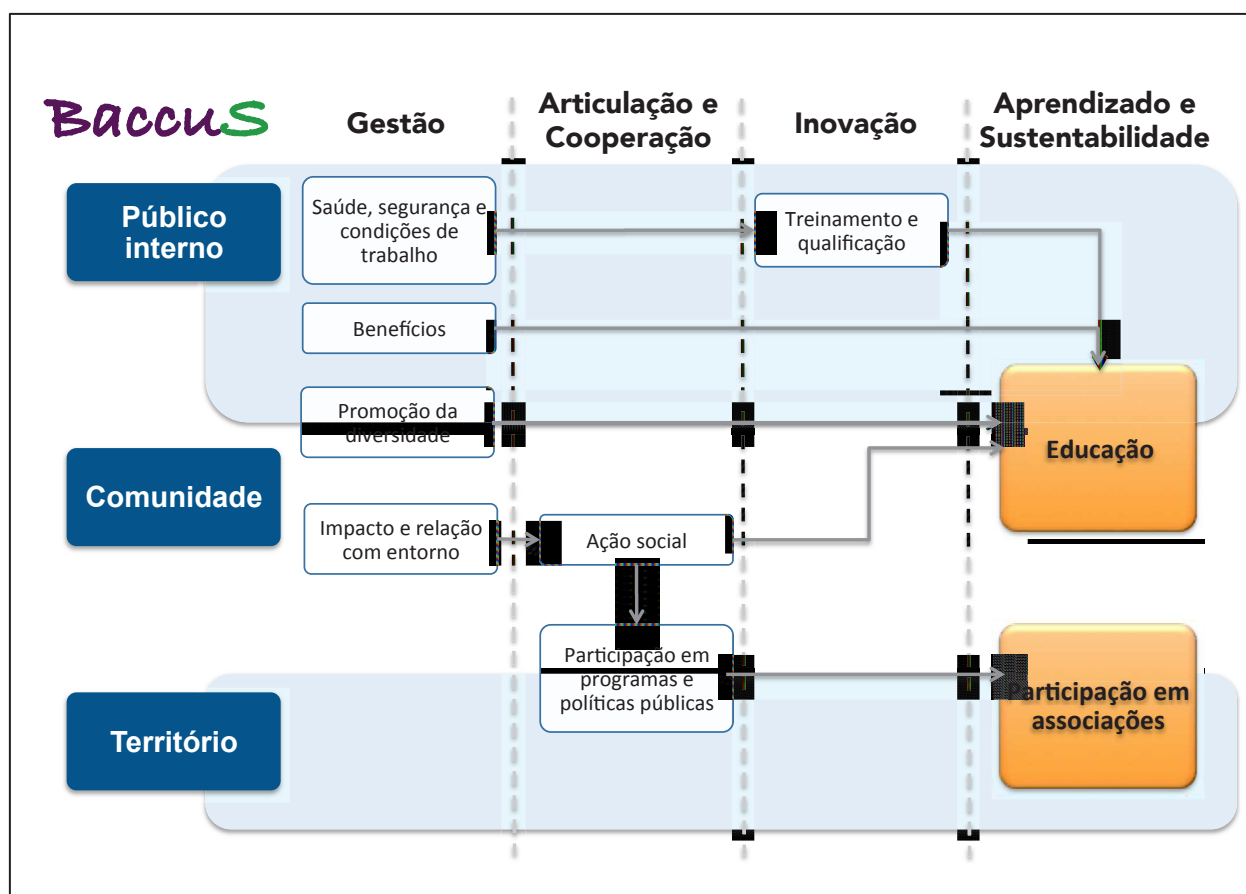 BaccuS
Gestão
Articulação e
Cooperação
Inovação
Aprendizado e
Sustentabilidade
Público
interno
Saúde, segurança e
condições de
trabalho
Treinamento e
qualificação
Benefícios
Promoção da
diversidade
Educação
Comunidade
Impacto e relação
com entorno
Ação social
Participação em
programas e
políticas públicas
Participação em
associações
Território